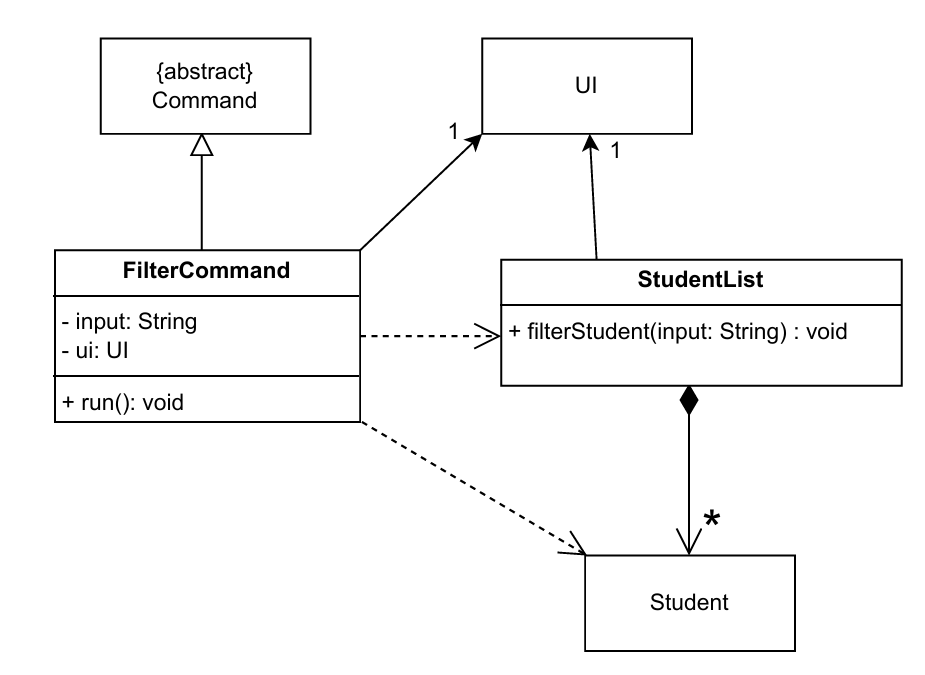 {abstract}
Command
UI
1
1
FilterCommand
- input: String
- ui: UI
+ run(): void
StudentList
+ filterStudent(input: String) : void
*
Student